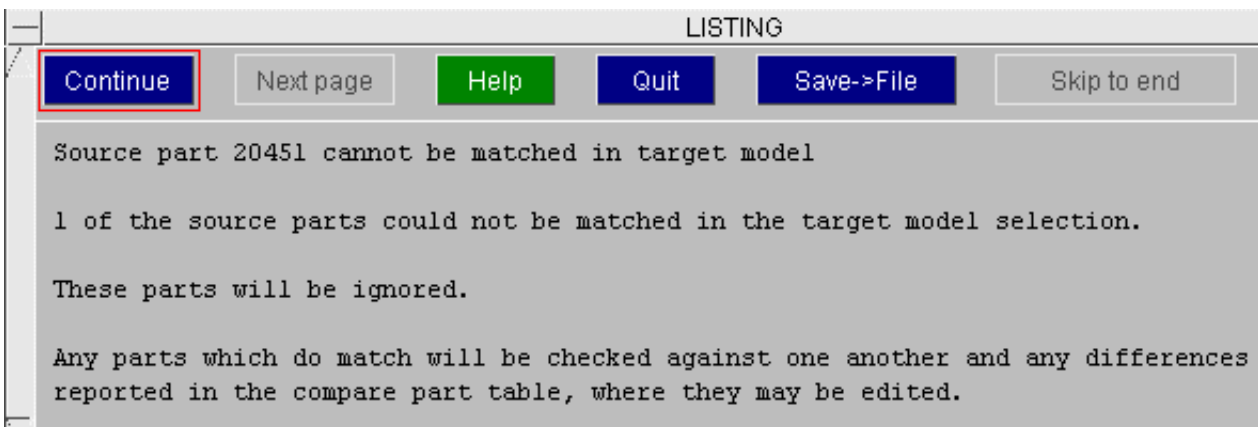 LISTING
Continue Next page Help Quit Save->File Skip to end
Source part 20451 cannot be matched in target model
1 of the source parts could not be matched in the target model selection.
These parts will be ignored.
Any parts which do match will be checked against one another and any differences
reported in the compare part table, where they may be edited.